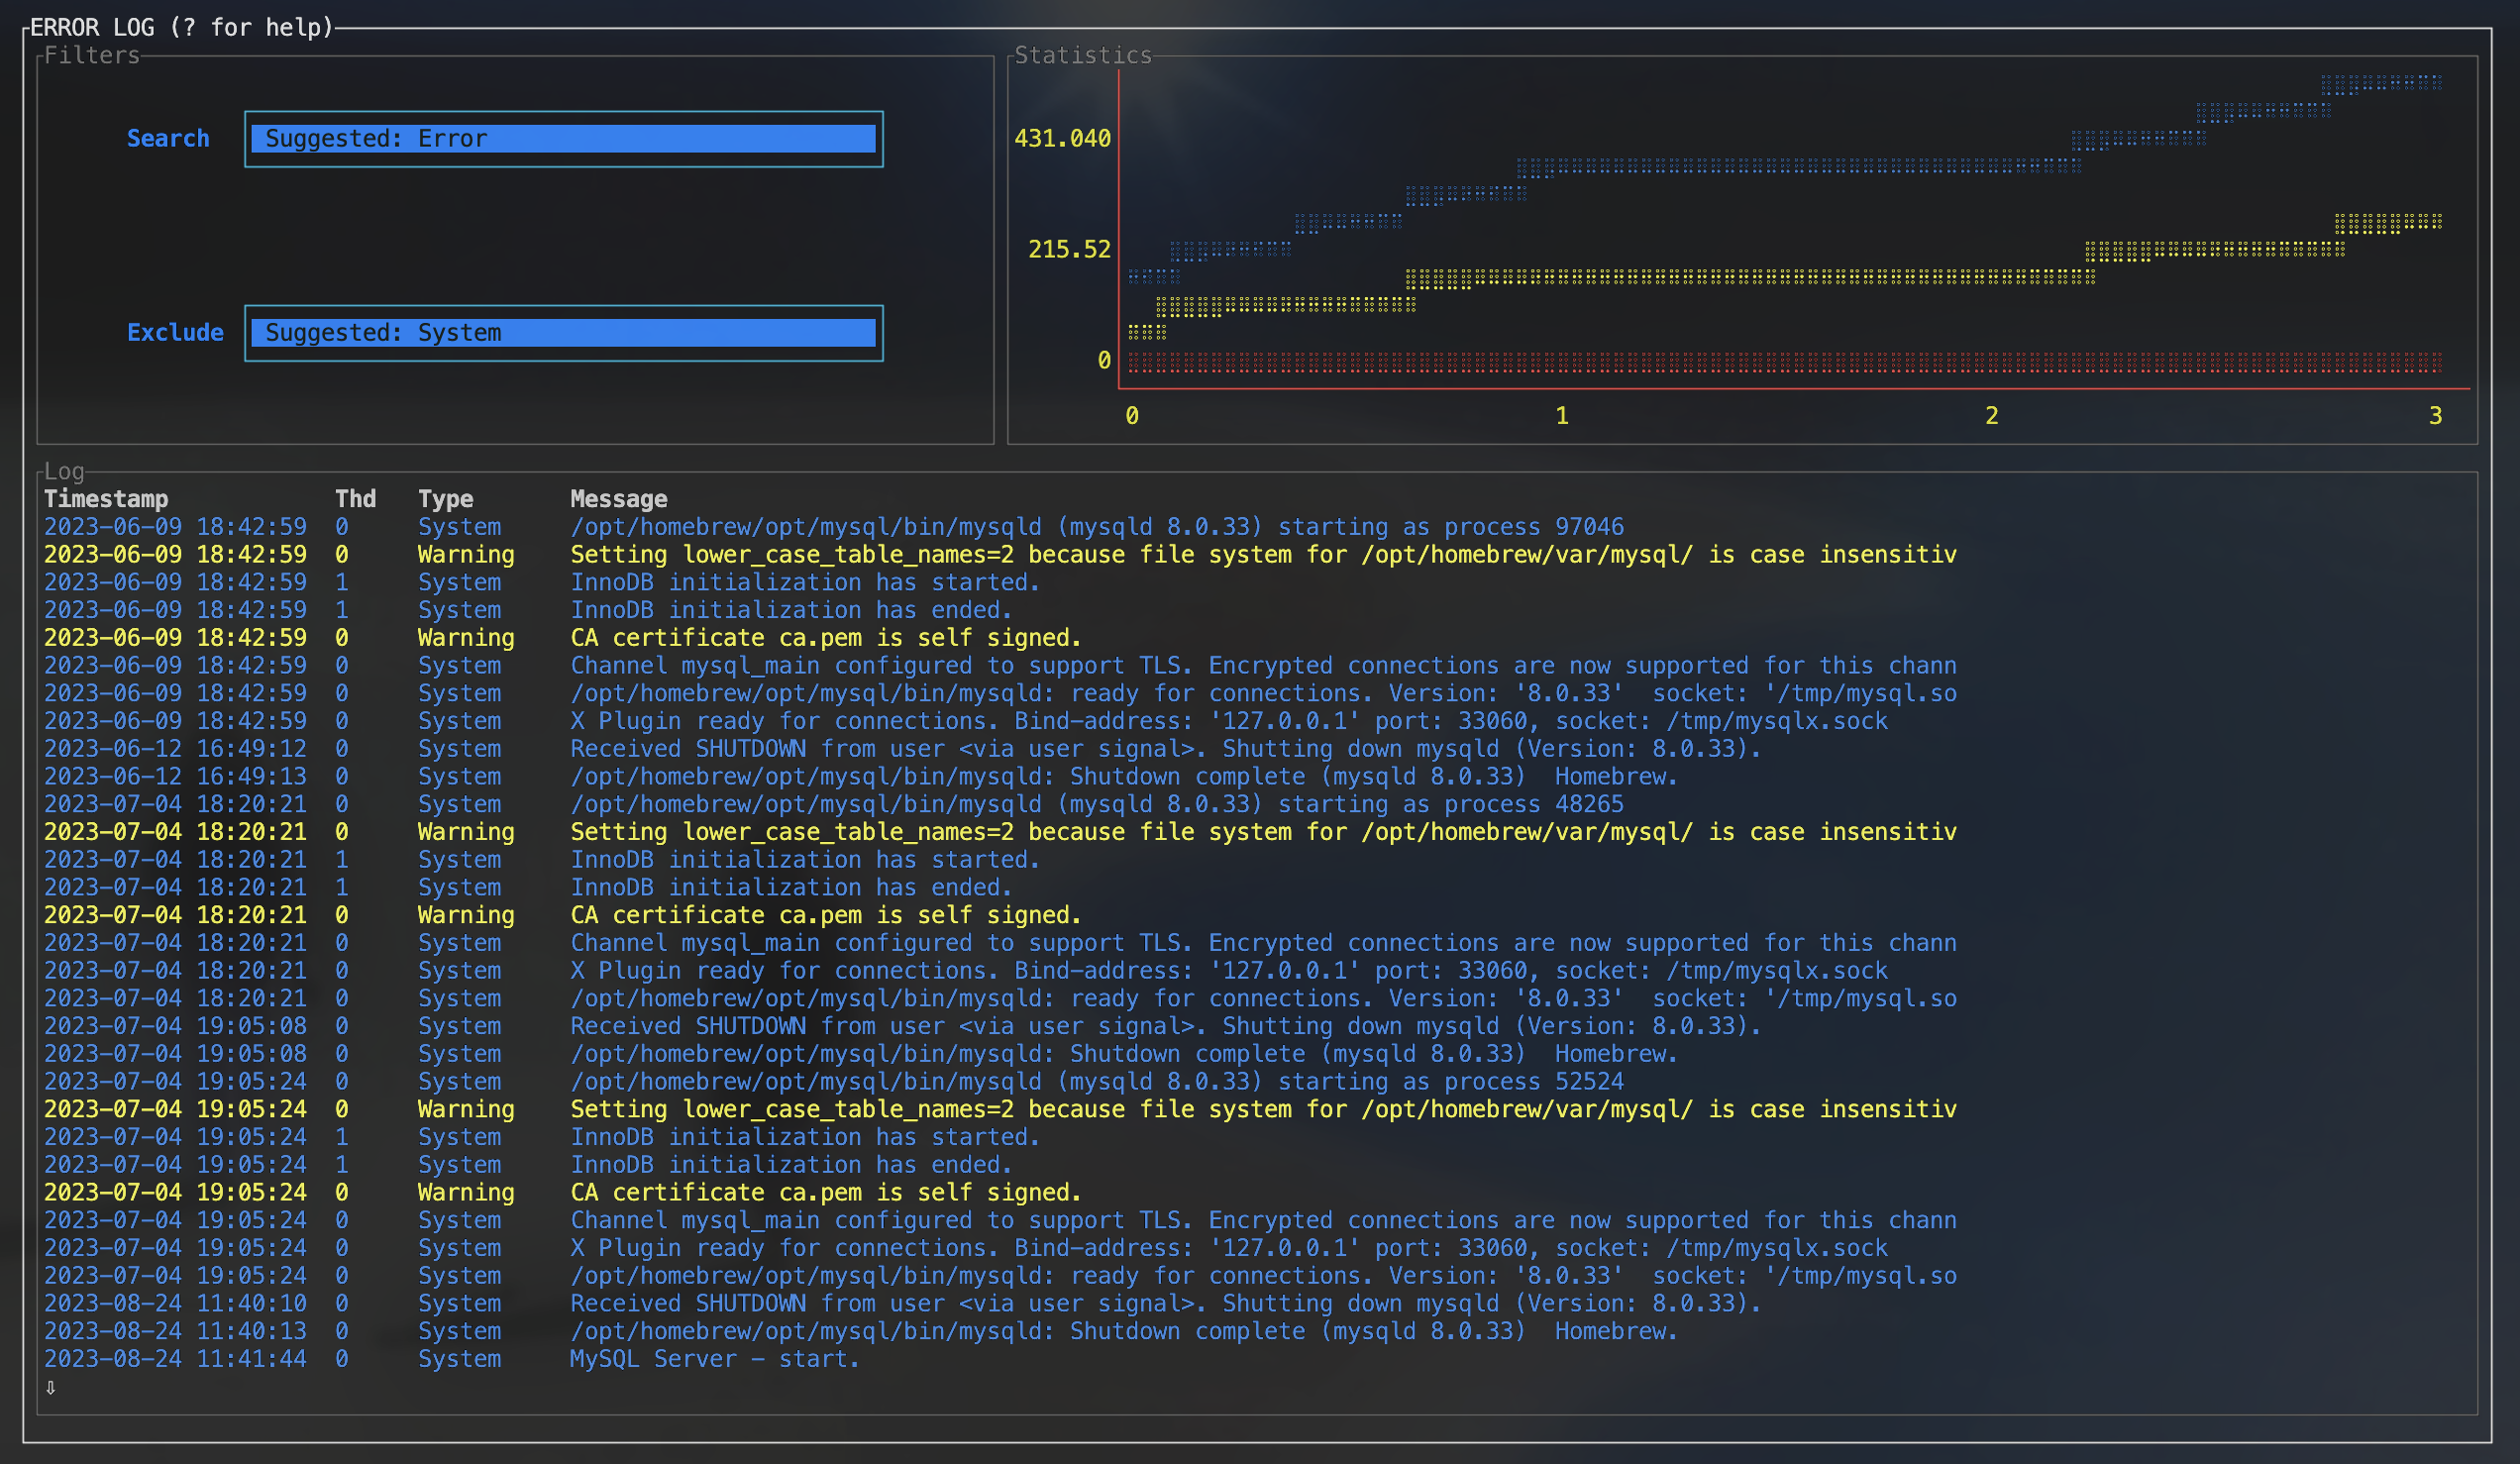 ERROR LOG (? for help)
Filters
Search Suggested: Error
Exclude Suggested: System
Statistics
431.040
215.52
0
0 1 2 3
Log
Timestamp Thd Type Message
2023-06-09 18:42:59 0 System /opt/homebrew/opt/mysql/bin/mysqld (mysqld 8.0.33) starting as process 97046
2023-06-09 18:42:59 0 Warning Setting lower_case_table_names=2 because file system for /opt/homebrew/var/mysql/ is case insensitiv
2023-06-09 18:42:59 1 System InnoDB initialization has started.
2023-06-09 18:42:59 1 System InnoDB initialization has ended.
2023-06-09 18:42:59 0 Warning CA certificate ca.pem is self signed.
2023-06-09 18:42:59 0 System Channel mysql_main configured to support TLS. Encrypted connections are now supported for this chann
2023-06-09 18:42:59 0 System /opt/homebrew/opt/mysql/bin/mysqld: ready for connections. Version: '8.0.33'  socket: '/tmp/mysql.so
2023-06-09 18:42:59 0 System X Plugin ready for connections. Bind-address: '127.0.0.1' port: 33060, socket: /tmp/mysqlx.sock
2023-06-12 16:49:12 0 System Received SHUTDOWN from user <via user signal>. Shutting down mysqld (Version: 8.0.33).
2023-06-12 16:49:13 0 System /opt/homebrew/opt/mysql/bin/mysqld: Shutdown complete (mysqld 8.0.33)  Homebrew.
2023-07-04 18:20:21 0 System /opt/homebrew/opt/mysql/bin/mysqld (mysqld 8.0.33) starting as process 48265
2023-07-04 18:20:21 0 Warning Setting lower_case_table_names=2 because file system for /opt/homebrew/var/mysql/ is case insensitiv
2023-07-04 18:20:21 1 System InnoDB initialization has started.
2023-07-04 18:20:21 1 System InnoDB initialization has ended.
2023-07-04 18:20:21 0 Warning CA certificate ca.pem is self signed.
2023-07-04 18:20:21 0 System Channel mysql_main configured to support TLS. Encrypted connections are now supported for this chann
2023-07-04 18:20:21 0 System X Plugin ready for connections. Bind-address: '127.0.0.1' port: 33060, socket: /tmp/mysqlx.sock
2023-07-04 18:20:21 0 System /opt/homebrew/opt/mysql/bin/mysqld: ready for connections. Version: '8.0.33'  socket: '/tmp/mysql.so
2023-07-04 19:05:08 0 System Received SHUTDOWN from user <via user signal>. Shutting down mysqld (Version: 8.0.33).
2023-07-04 19:05:08 0 System /opt/homebrew/opt/mysql/bin/mysqld: Shutdown complete (mysqld 8.0.33)  Homebrew.
2023-07-04 19:05:24 0 System /opt/homebrew/opt/mysql/bin/mysqld (mysqld 8.0.33) starting as process 52524
2023-07-04 19:05:24 0 Warning Setting lower_case_table_names=2 because file system for /opt/homebrew/var/mysql/ is case insensitiv
2023-07-04 19:05:24 1 System InnoDB initialization has started.
2023-07-04 19:05:24 1 System InnoDB initialization has ended.
2023-07-04 19:05:24 0 Warning CA certificate ca.pem is self signed.
2023-07-04 19:05:24 0 System Channel mysql_main configured to support TLS. Encrypted connections are now supported for this chann
2023-07-04 19:05:24 0 System X Plugin ready for connections. Bind-address: '127.0.0.1' port: 33060, socket: /tmp/mysqlx.sock
2023-07-04 19:05:24 0 System /opt/homebrew/opt/mysql/bin/mysqld: ready for connections. Version: '8.0.33'  socket: '/tmp/mysql.so
2023-08-24 11:40:10 0 System Received SHUTDOWN from user <via user signal>. Shutting down mysqld (Version: 8.0.33).
2023-08-24 11:40:13 0 System /opt/homebrew/opt/mysql/bin/mysqld: Shutdown complete (mysqld 8.0.33)  Homebrew.
2023-08-24 11:41:44 0 System MySQL Server - start.
⇩